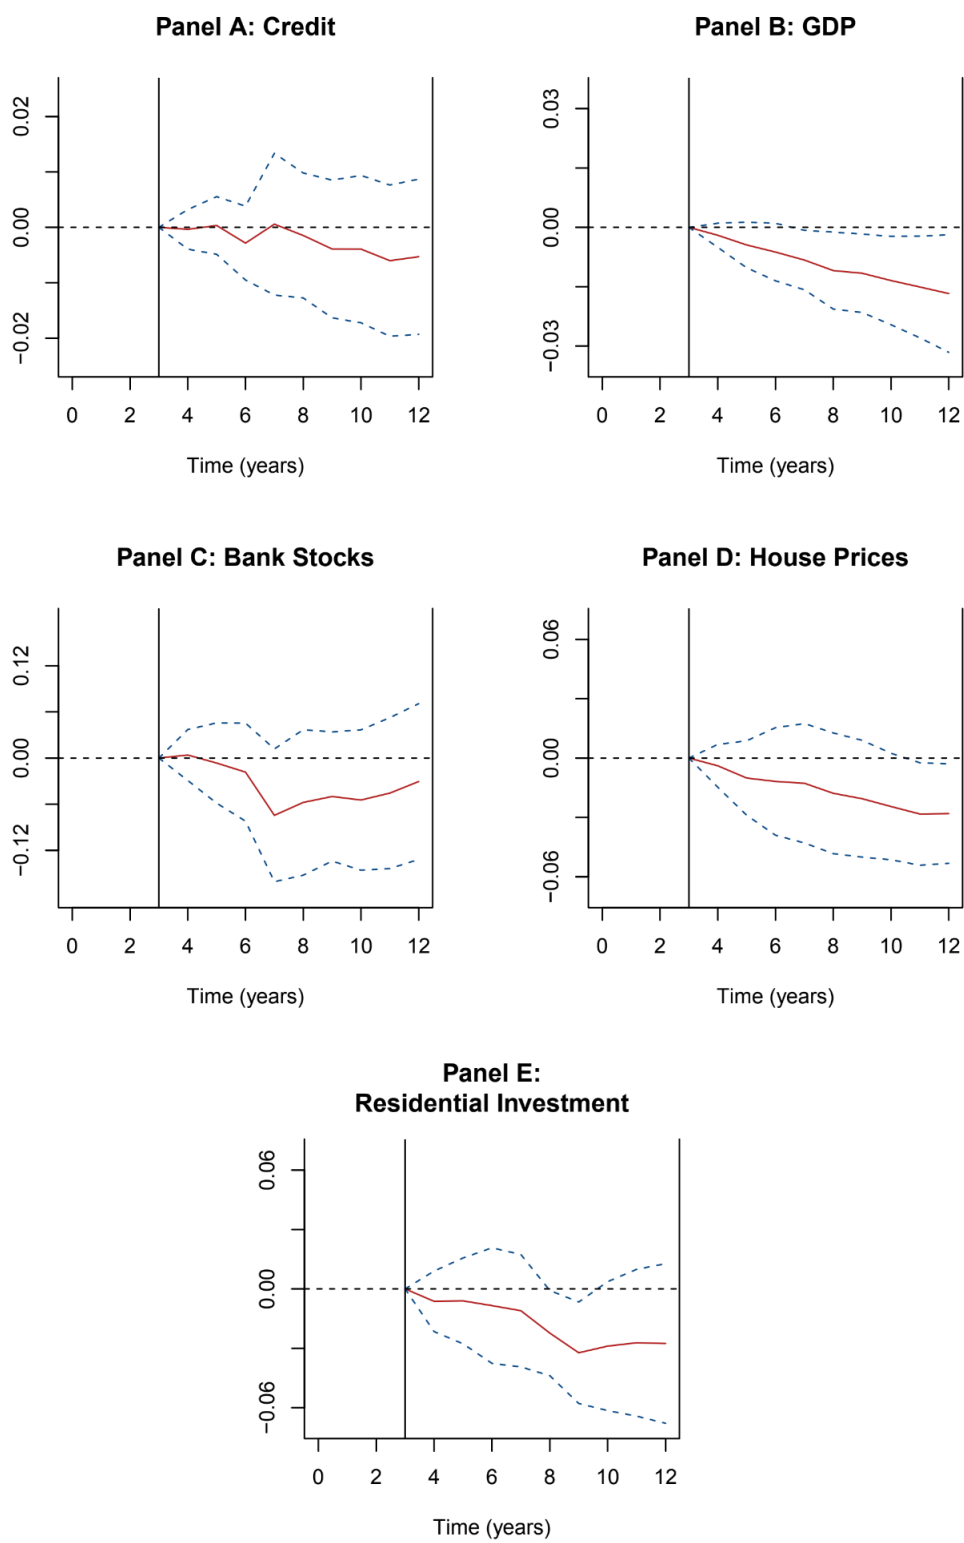 Panel A: Credit
0.02
0.00
−0.02
0 2 4 6 8 10 12
Time (years)
Panel B: GDP
0.03
0.00
−0.03
0 2 4 6 8 10 12
Time (years)
Panel C: Bank Stocks
0.12
0.00
−0.12
0 2 4 6 8 10 12
Time (years)
Panel D: House Prices
0.06
0.00
−0.06
0 2 4 6 8 10 12
Time (years)
Panel E:
Residential Investment
0.06
0.00
−0.06
0 2 4 6 8 10 12
Time (years)